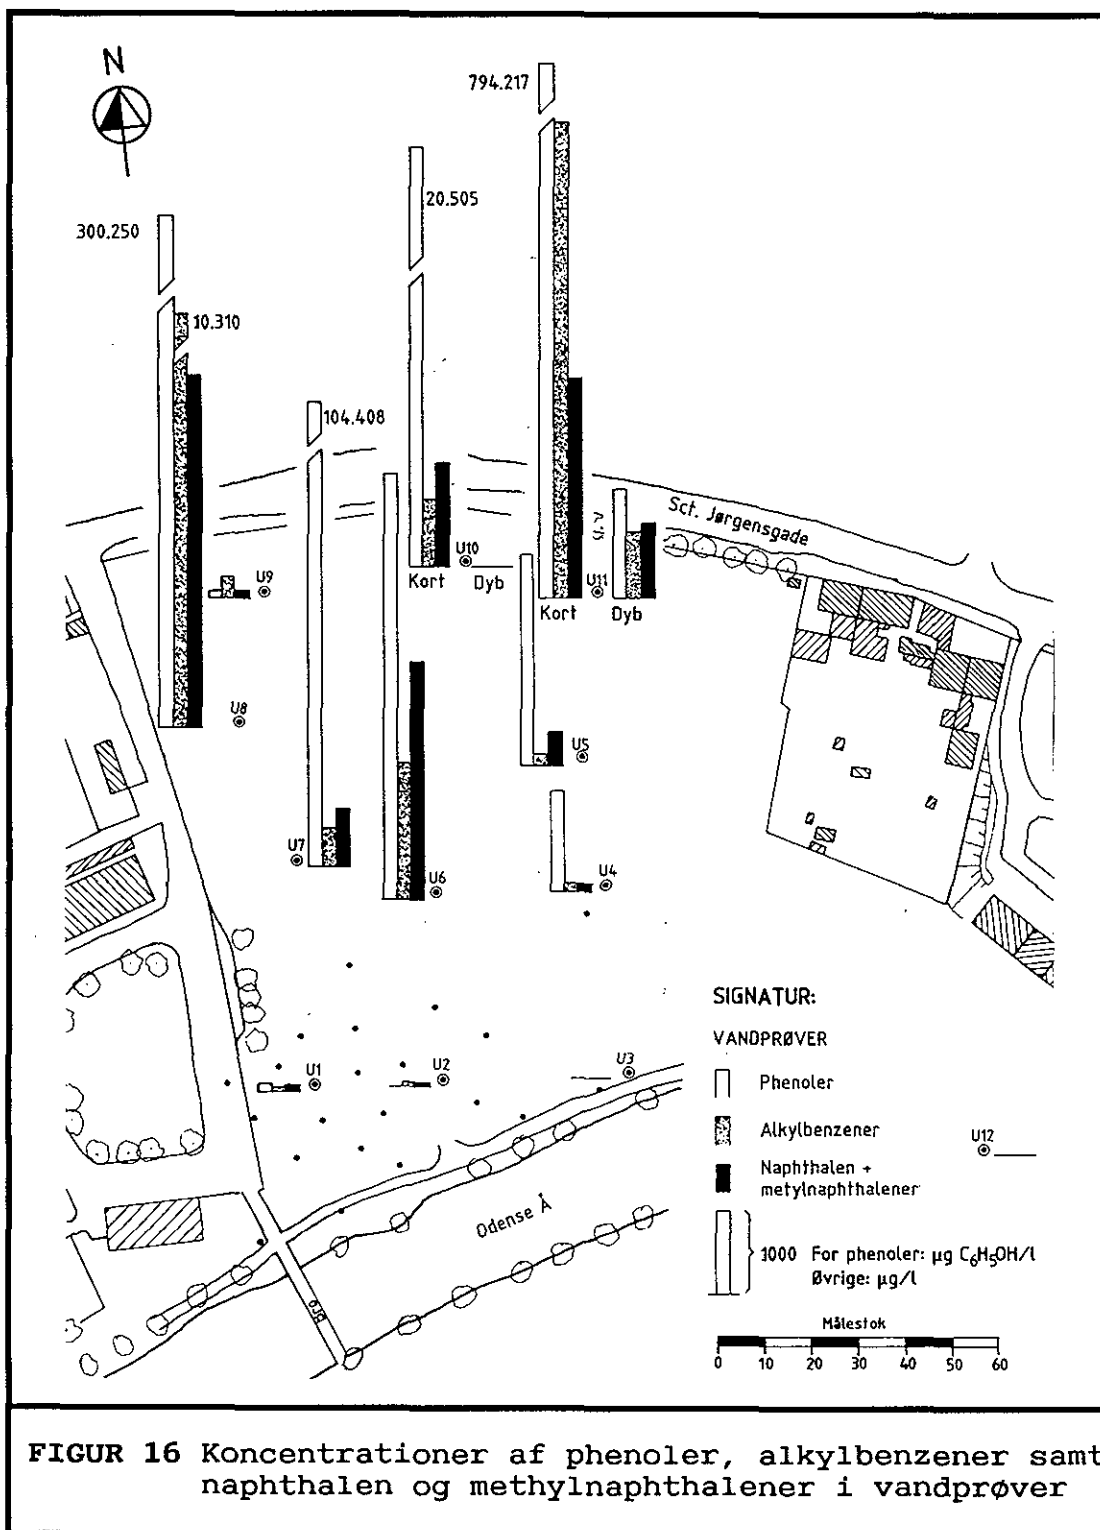 N
794.217
20.505
300.250
10.310
104.408
Sct. Jørgensgade
U9
U10
Kort
Dyb
U11
Kort
Dyb
U8
U5
U7
U6
U4
U1
U2
U3
SIGNATUR:
VANDPRØVER
Phenoler
Alkylbenzener
U12
Naphthalen +
metylnaphthalener
Odense Å
1000 For phenoler: µg C₆H₅OH/l
Øvrige: µg/l
Målestok
0 10 20 30 40 50 60
FIGUR 16 Koncentrationer af phenoler, alkylbenzener samt
naphthalen og methylnaphthalener i vandprøver